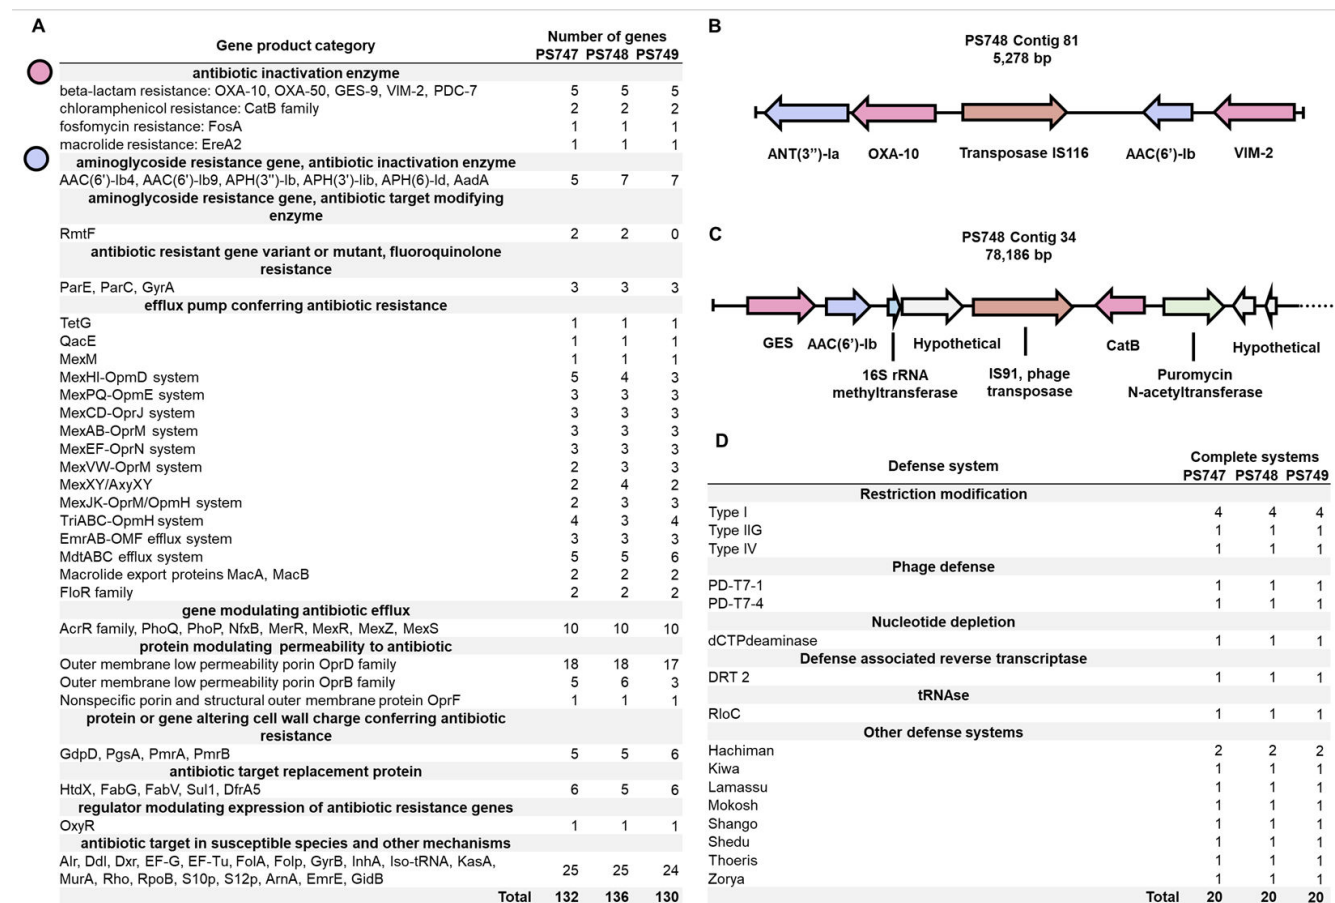 A
Gene product category
Number of genes
PS747 PS748 PS749
antibiotic inactivation enzyme
beta-lactam resistance: OXA-10, OXA-50, GES-9, VIM-2, PDC-7 5 5 5
chloramphenicol resistance: CatB family 2 2 2
fosfomycin resistance: FosA 1 1 1
macrolide resistance: EreA2 1 1 1
aminoglycoside resistance gene, antibiotic inactivation enzyme
AAC(6')-Ib4, AAC(6')-Ib9, APH(3'')-Ib, APH(3')-Iib, APH(6)-Id, AadA 5 7 7
aminoglycoside resistance gene, antibiotic target modifying
enzyme
RmtF 2 2 0
antibiotic resistant gene variant or mutant, fluoroquinolone
resistance
ParE, ParC, GyrA 3 3 3
efflux pump conferring antibiotic resistance
TetG 1 1 1
QacE 1 1 1
MexM 1 1 1
MexHI-OpmD system 5 4 3
MexPQ-OpmE system 3 3 3
MexCD-OprJ system 3 3 3
MexAB-OprM system 3 3 3
MexEF-OprN system 3 3 3
MexVW-OprM system 2 3 3
MexXY/AxyXY 2 4 2
MexJK-OprM/OpmH system 2 3 3
TriABC-OpmH system 4 3 4
EmrAB-OMF efflux system 3 3 3
MdtABC efflux system 5 5 6
Macrolide export proteins MacA, MacB 2 2 2
FloR family 2 2 2
gene modulating antibiotic efflux
AcrR family, PhoQ, PhoP, NfxB, MerR, MexR, MexZ, MexS 10 10 10
protein modulating permeability to antibiotic
Outer membrane low permeability porin OprD family 18 18 17
Outer membrane low permeability porin OprB family 5 6 3
Nonspecific porin and structural outer membrane protein OprF 1 1 1
protein or gene altering cell wall charge conferring antibiotic
resistance
GdpD, PgsA, PmrA, PmrB 5 5 6
antibiotic target replacement protein
HtdX, FabG, FabV, Sul1, DfrA5 6 5 6
regulator modulating expression of antibiotic resistance genes
OxyR 1 1 1
antibiotic target in susceptible species and other mechanisms
Alr, Ddl, Dxr, EF-G, EF-Tu, FolA, Folp, GyrB, InhA, Iso-tRNA, KasA,
MurA, Rho, RpoB, S10p, S12p, ArnA, EmrE, GidB 25 25 24
Total 132 136 130
B
PS748 Contig 81
5,278 bp
ANT(3")-Ia OXA-10 Transposase IS116 AAC(6')-Ib VIM-2
C
PS748 Contig 34
78,186 bp
GES AAC(6')-Ib Hypothetical CatB Hypothetical
16S rRNA
methyltransferase
IS91, phage
transposase
Puromycin
N-acetyltransferase
D
Defense system
Complete systems
PS747 PS748 PS749
Restriction modification
Type I 4 4 4
Type IIG 1 1 1
Type IV 1 1 1
Phage defense
PD-T7-1 1 1 1
PD-T7-4 1 1 1
Nucleotide depletion
dCTPdeaminase 1 1 1
Defense associated reverse transcriptase
DRT 2 1 1 1
tRNAse
RloC 1 1 1
Other defense systems
Hachiman 2 2 2
Kiwa 1 1 1
Lamassu 1 1 1
Mokosh 1 1 1
Shango 1 1 1
Shedu 1 1 1
Thoeris 1 1 1
Zorya 1 1 1
Total 20 20 20